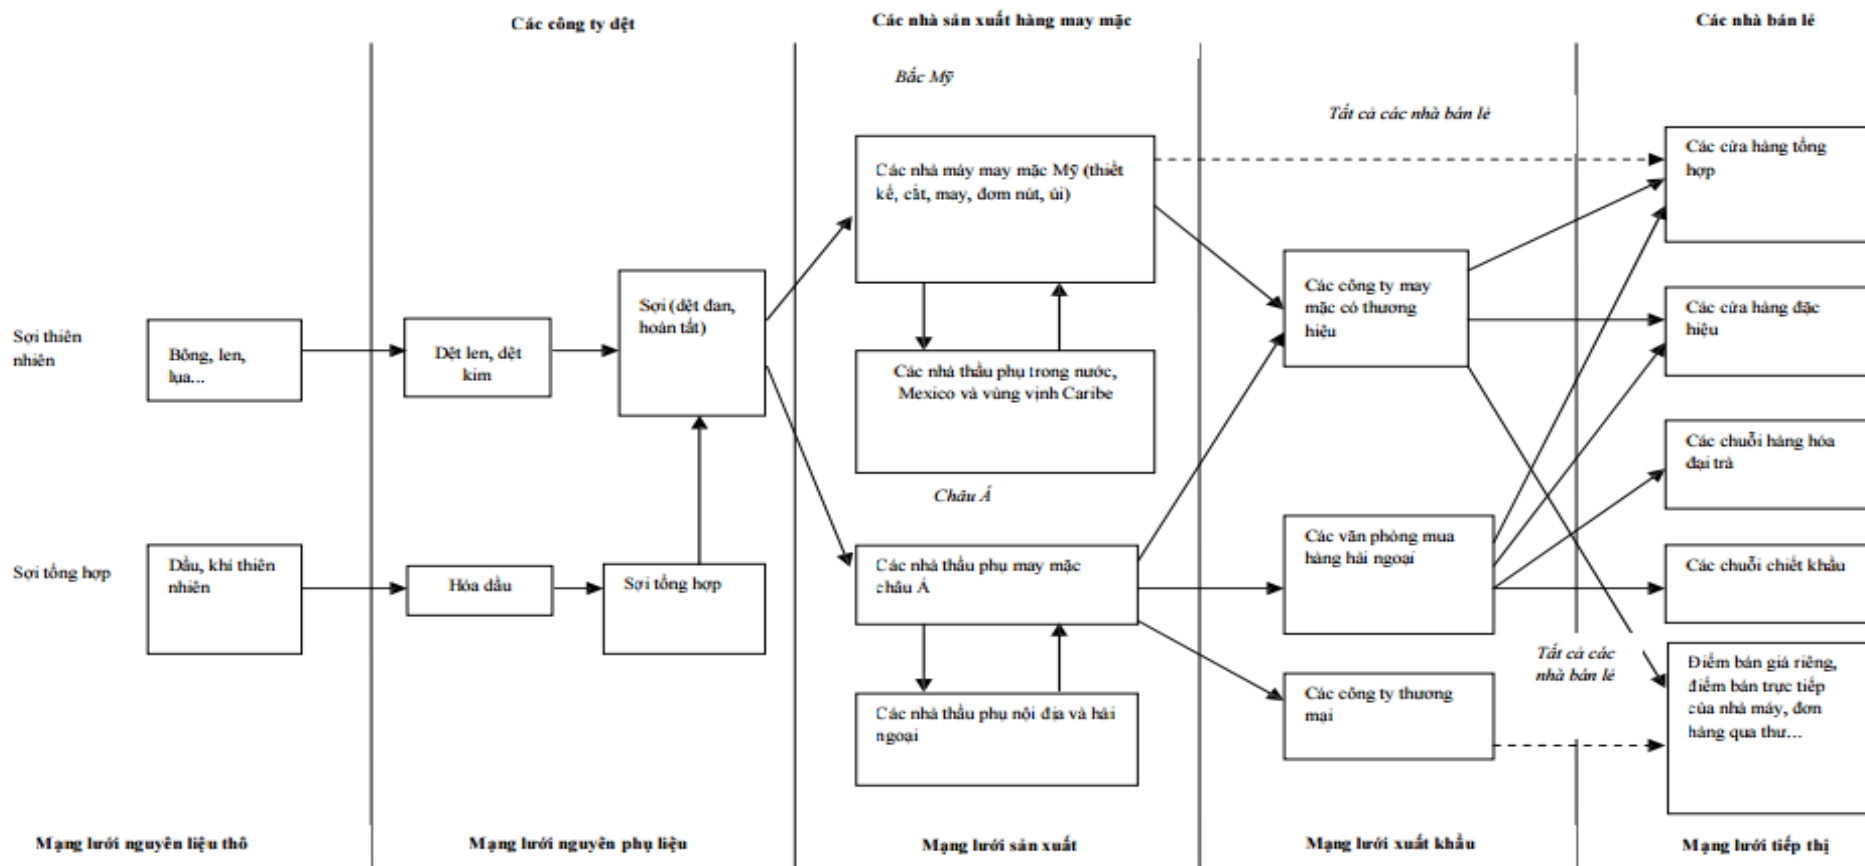 Các công ty dệt
Các nhà sản xuất hàng may mặc
Các nhà bán lẻ
Bắc Mỹ
Tất cả các nhà bán lẻ
Sợi thiên
nhiên
Bông, len,
lụa...
Dệt len, dệt
kim
Sợi (dệt đan,
hoàn tất)
Các nhà máy may mặc Mỹ (thiết
kế, cắt, may, đơm nút, ủi)
Các nhà thầu phụ trong nước,
Mexico và vùng vịnh Caribe
Các công ty may
mặc có thương
hiệu
Các cửa hàng tổng
hợp
Các cửa hàng đặc
hiệu
Các chuỗi hàng hóa
đại trà
Châu Á
Sợi tổng hợp
Dầu, khí thiên
nhiên
Hóa dầu
Sợi tổng hợp
Các nhà thầu phụ may mặc
châu Á
Các nhà thầu phụ nội địa và hải
ngoại
Các văn phòng mua
hàng hải ngoại
Các công ty thương
mại
Các chuỗi chiết khấu
Tất cả các
nhà bán lẻ
Điểm bán giá riêng,
điểm bán trực tiếp
của nhà máy, đơn
hàng qua thư...
Mạng lưới nguyên liệu thô
Mạng lưới nguyên phụ liệu
Mạng lưới sản xuất
Mạng lưới xuất khẩu
Mạng lưới tiếp thị